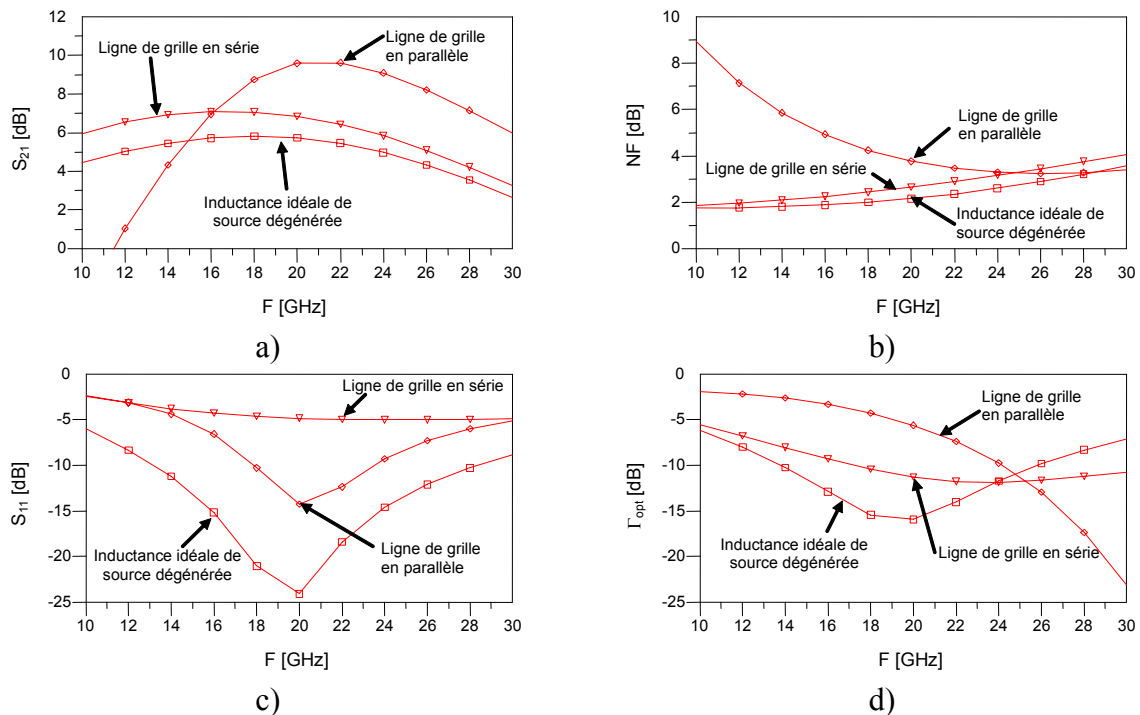 12
10
8
6
4
2
0
S21 [dB]
Ligne de grille en série
Ligne de grille
en parallèle
Inductance idéale de
source dégénérée
10 12 14 16 18 20 22 24 26 28 30
F [GHz]
a)
10
8
6
4
2
0
NF [dB]
Ligne de grille
en parallèle
Ligne de grille en série
Inductance idéale de
source dégénérée
10 12 14 16 18 20 22 24 26 28 30
F [GHz]
b)
0
-5
-10
-15
-20
-25
S11 [dB]
Ligne de grille en série
Inductance idéale de
source dégénérée
Ligne de grille
en parallèle
10 12 14 16 18 20 22 24 26 28 30
F [GHz]
c)
0
-5
-10
-15
-20
-25
Γopt [dB]
Ligne de grille
en parallèle
Inductance idéale de
source dégénérée
Ligne de grille en série
10 12 14 16 18 20 22 24 26 28 30
F [GHz]
d)